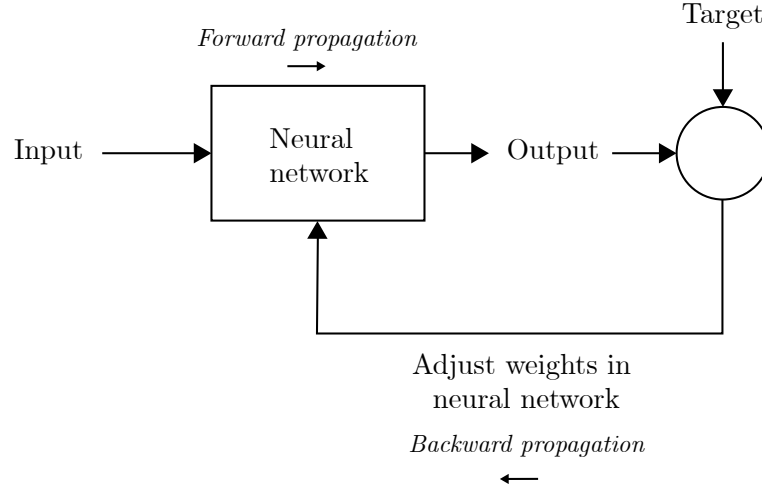 Target
Forward propagation
Input
Neural
network
Output
Adjust weights in
neural network
Backward propagation